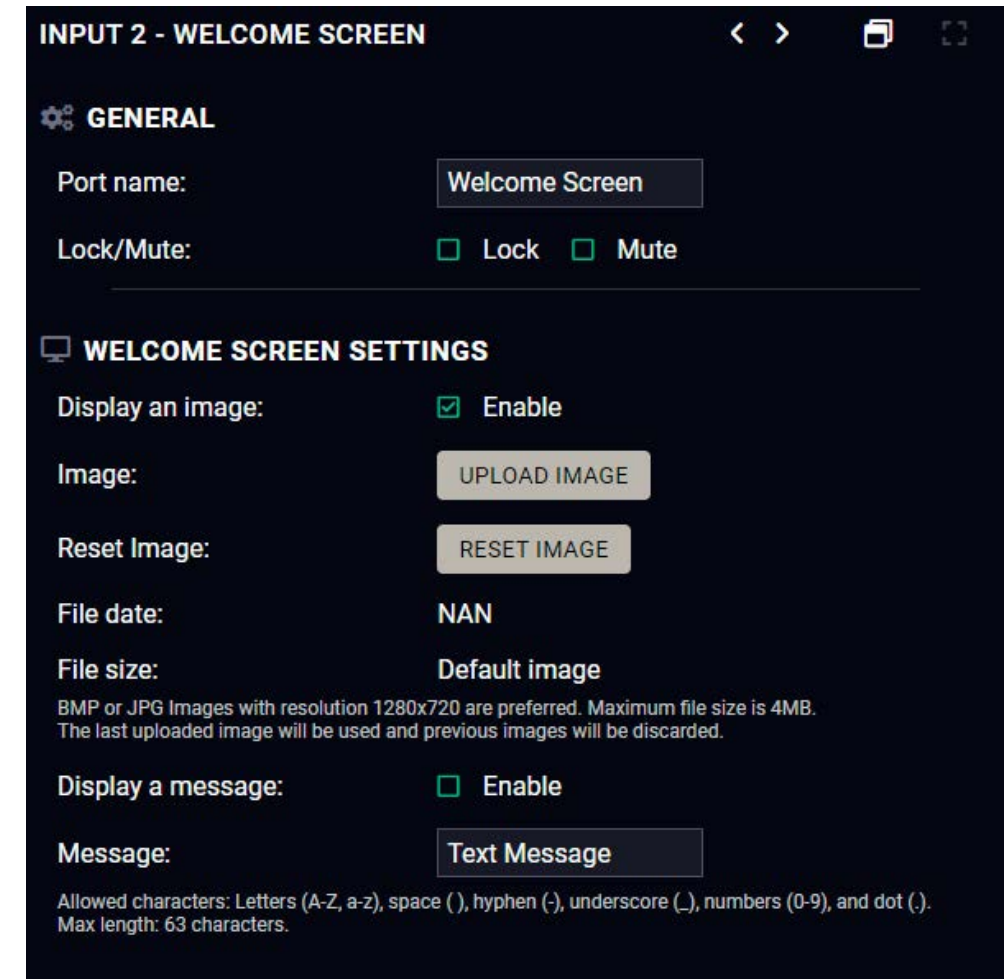 INPUT 2 - WELCOME SCREEN
GENERAL
Port name: Welcome Screen
Lock/Mute: Lock Mute
WELCOME SCREEN SETTINGS
Display an image: Enable
Image: UPLOAD IMAGE
Reset Image: RESET IMAGE
File date: NAN
File size: Default image
BMP or JPG Images with resolution 1280x720 are preferred. Maximum file size is 4MB.
The last uploaded image will be used and previous images will be discarded.
Display a message: Enable
Message: Text Message
Allowed characters: Letters (A-Z, a-z), space ( ), hyphen (-), underscore (_), numbers (0-9), and dot (.).
Max length: 63 characters.